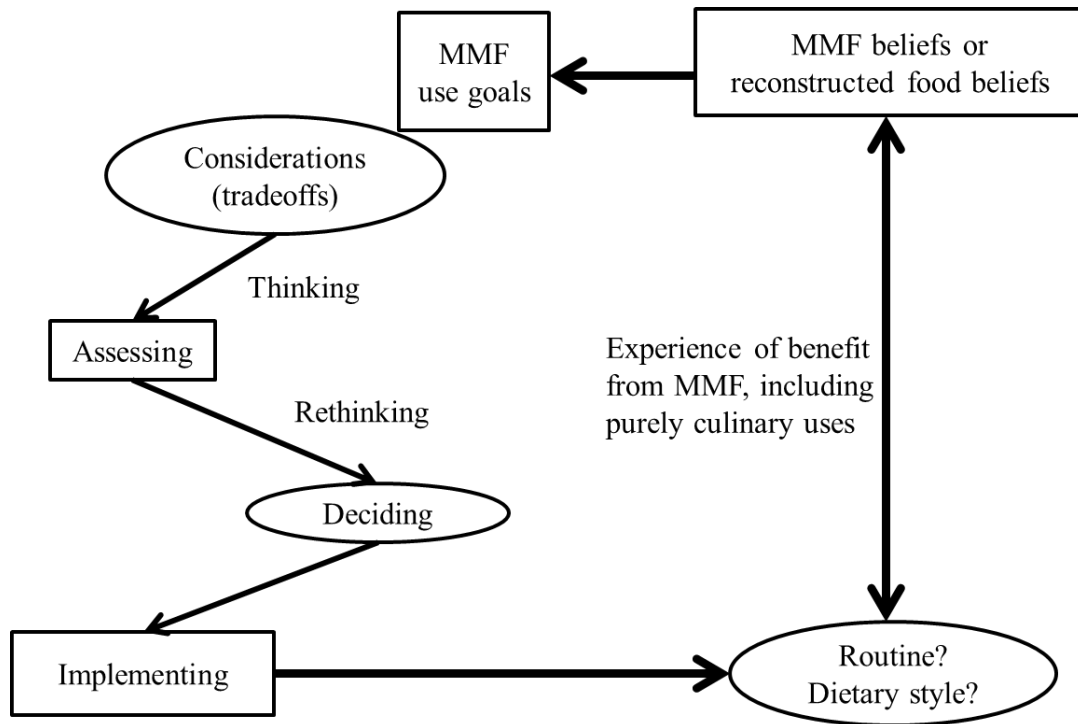 MMF
use goals
MMF beliefs or
reconstructed food beliefs
Considerations
(tradeoffs)
Thinking
Assessing
Rethinking
Experience of benefit
from MMF, including
purely culinary uses
Deciding
Implementing
Routine?
Dietary style?